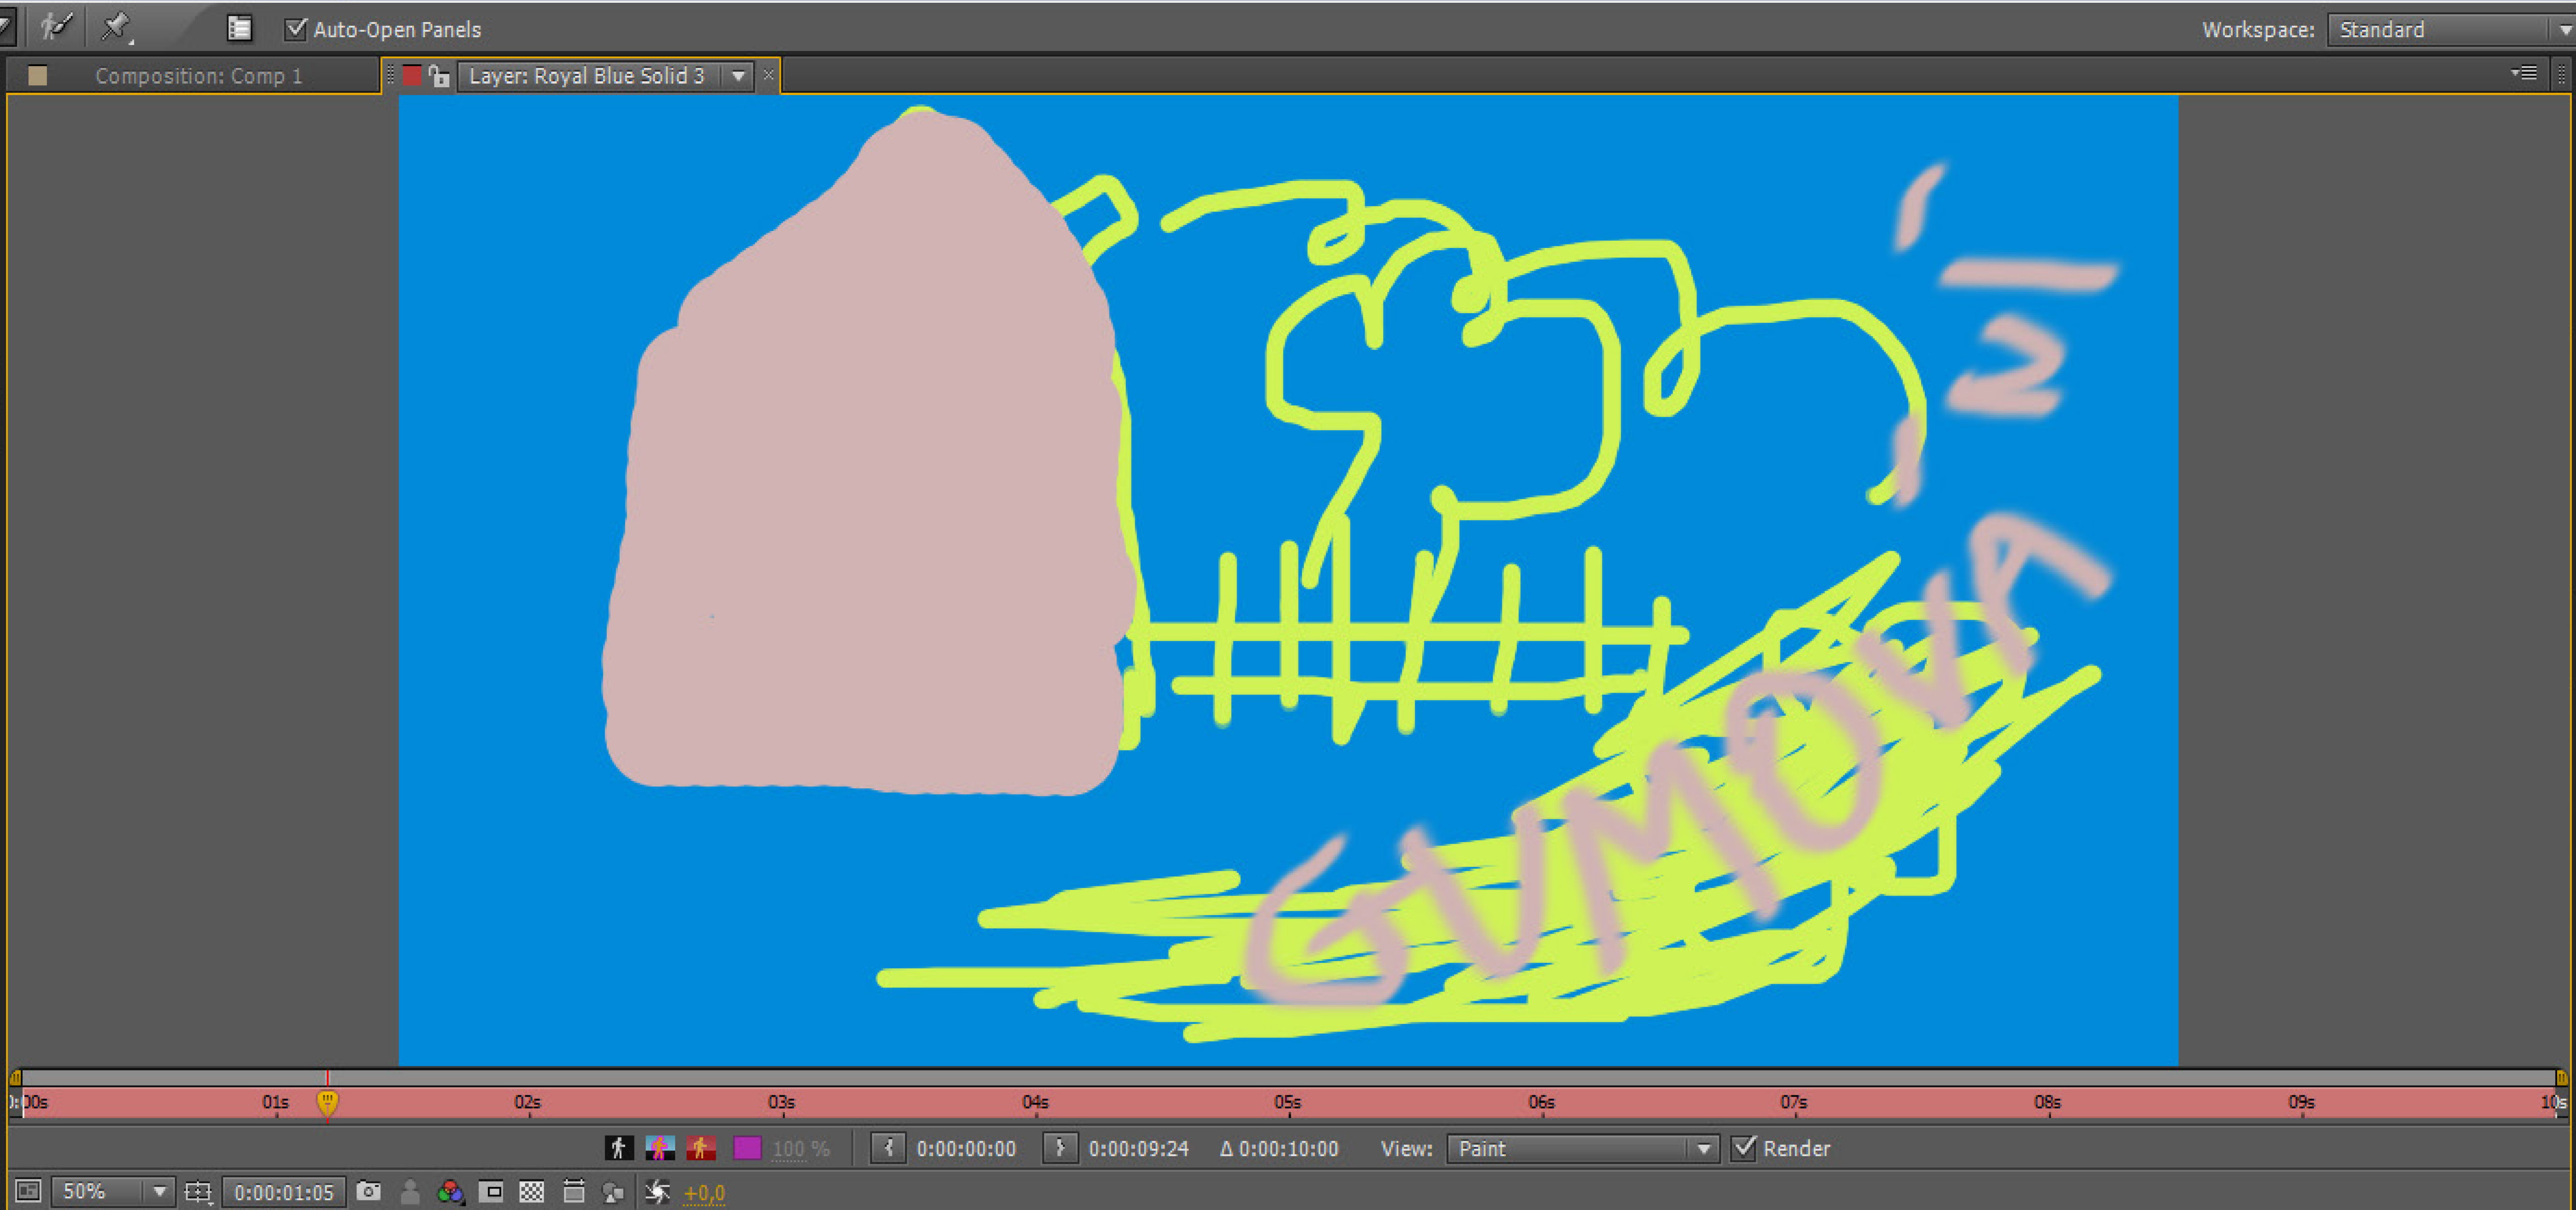 Auto-Open Panels
Workspace: Standard
Composition: Comp 1
Layer: Royal Blue Solid 3
GUMOVA
00s 01s 02s 03s 04s 05s 06s 07s 08s 09s 10s
100 % 0:00:00:00 0:00:09:24 Δ 0:00:10:00 View: Paint Render
50% 0:00:01:05 +0,0